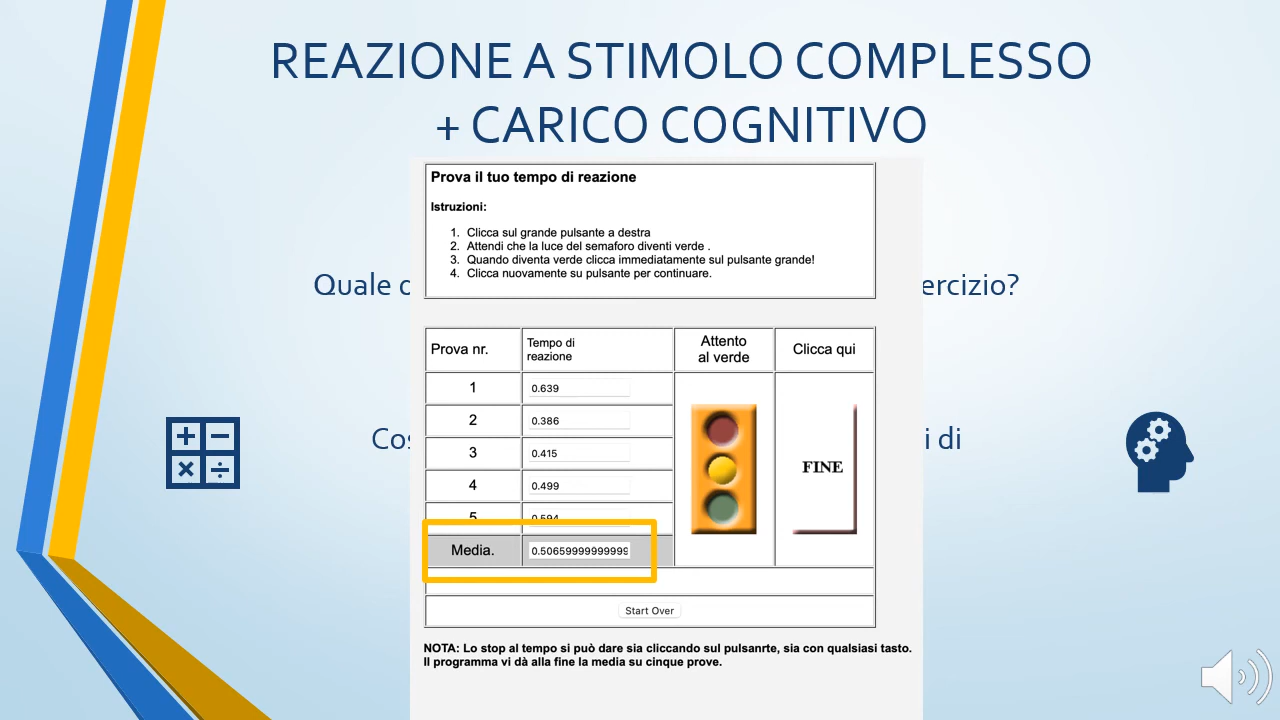 REAZIONE A STIMOLO COMPLESSO
+ CARICO COGNITIVO
Prova il tuo tempo di reazione
Istruzioni:
1. Clicca sul grande pulsante a destra
2. Attendi che la luce del semaforo diventi verde .
3. Quando diventa verde clicca immediatamente sul pulsante grande!
4. Clicca nuovamente su pulsante per continuare.
Quale
Prova nr.
Tempo di
reazione
Attento
al verde
Clicca qui
1 0.639
2 0.386
3 0.415
4 0.499
5 0.594
FINE
i di
Media. 0.50659999999999
Start Over
NOTA: Lo stop al tempo si può dare sia cliccando sul pulsanrte, sia con qualsiasi tasto.
Il programma vi dà alla fine la media su cinque prove.